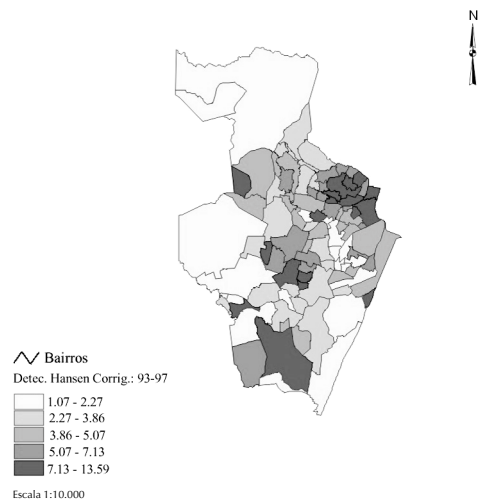 N
Bairros
Detec. Hansen Corrig.: 93-97
1.07 - 2.27
2.27 - 3.86
3.86 - 5.07
5.07 - 7.13
7.13 - 13.59
Escala 1:10.000